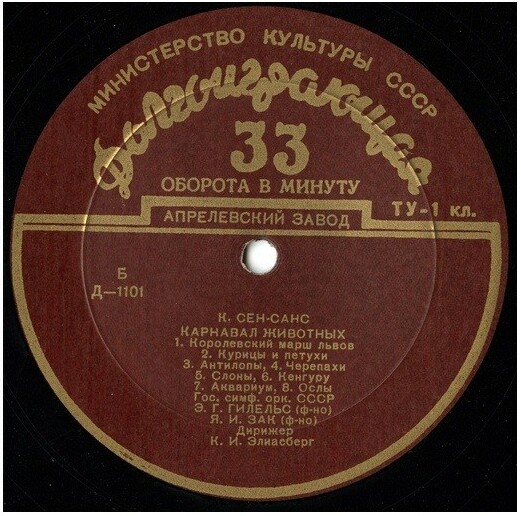 МИНИСТЕРСТВО КУЛЬТУРЫ СССР
Долгоиграющая
33
ОБОРОТА В МИНУТУ
ТУ-1 кл.
АПРЕЛЕВСКИЙ ЗАВОД
Б
Д—1101
К. СЕН-САНС
КАРНАВАЛ ЖИВОТНЫХ
1. Королевский марш львов
2. Курицы и петухи
3. Антилопы, 4. Черепахи
5. Слоны, 6. Кенгуру
7. Аквариум, 8. Ослы
Гос. симф. орк. СССР
Э. Г. ГИЛЕЛЬС (ф-но)
Я. И. ЗАК (ф-но)
Дирижер
К. И. Элиасберг